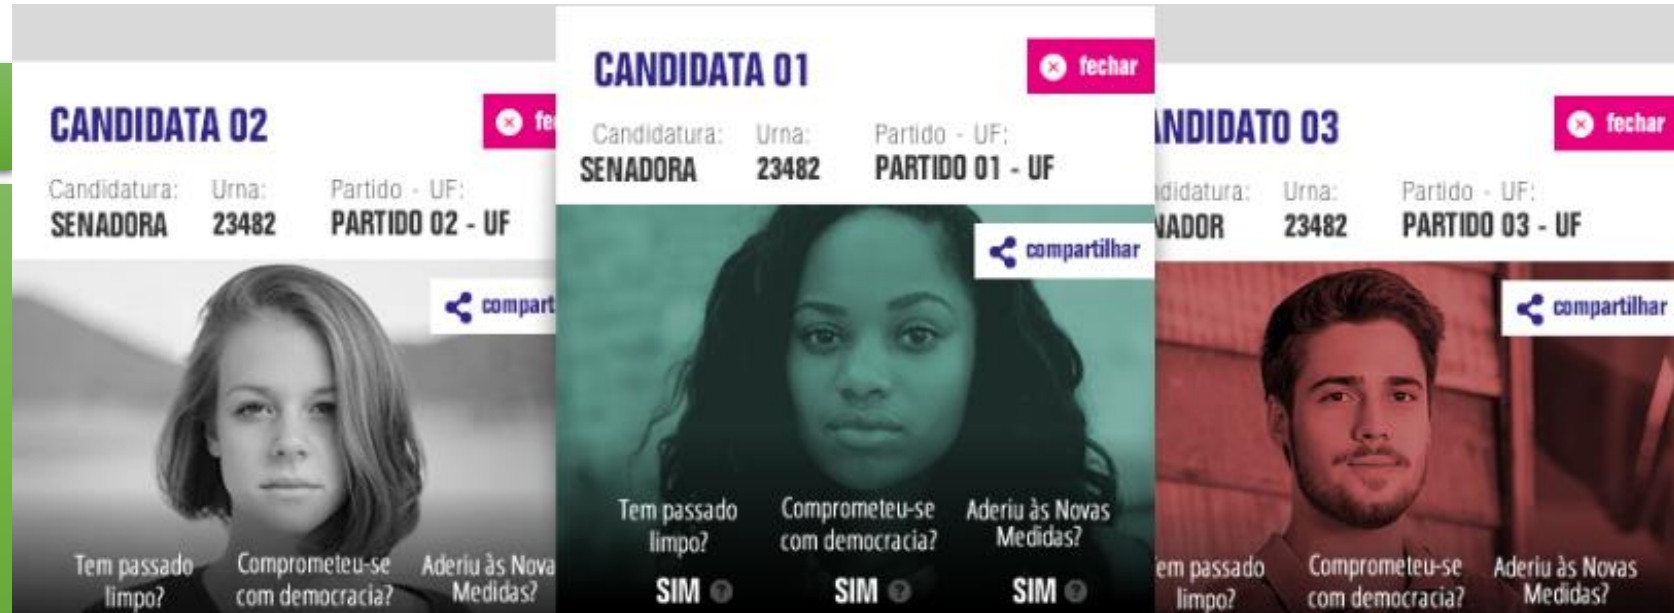 CANDIDATA 02
fe
Candidatura: Urna: Partido - UF:
SENADORA 23482 PARTIDO 02 - UF
compart
Tem passado
limpo?
Comprometeu-se
com democracia?
Aderiu às Nova
Medidas?
CANDIDATA 01
fechar
Candidatura: Urna: Partido - UF:
SENADORA 23482 PARTIDO 01 - UF
compartilhar
Tem passado
limpo?
SIM ?
Comprometeu-se
com democracia?
SIM ?
Aderiu às Novas
Medidas?
SIM ?
NDIDATO 03
fechar
didatura: Urna: Partido - UF:
NADOR 23482 PARTIDO 03 - UF
compartilhar
em passado
limpo?
Comprometeu-se
com democracia?
Aderiu às Novas
Medidas?